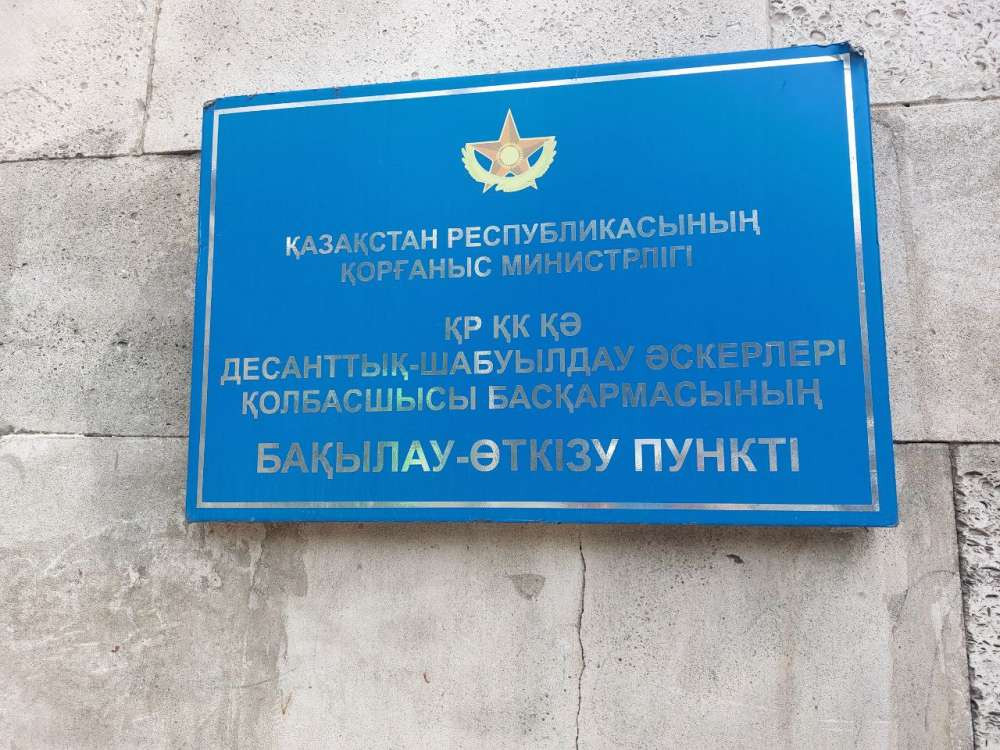 ҚАЗАҚСТАН РЕСПУБЛИКАСЫНЫҢ
ҚОРҒАНЫС МИНИСТРЛІГІ
ҚР ҚК ҚӘ
ДЕСАНТТЫҚ-ШАБУЫЛДАУ ӘСКЕРЛЕРІ
ҚОЛБАСШЫСЫ БАСҚАРМАСЫНЫҢ
БАҚЫЛАУ-ӨТКІЗУ ПУНКТІ